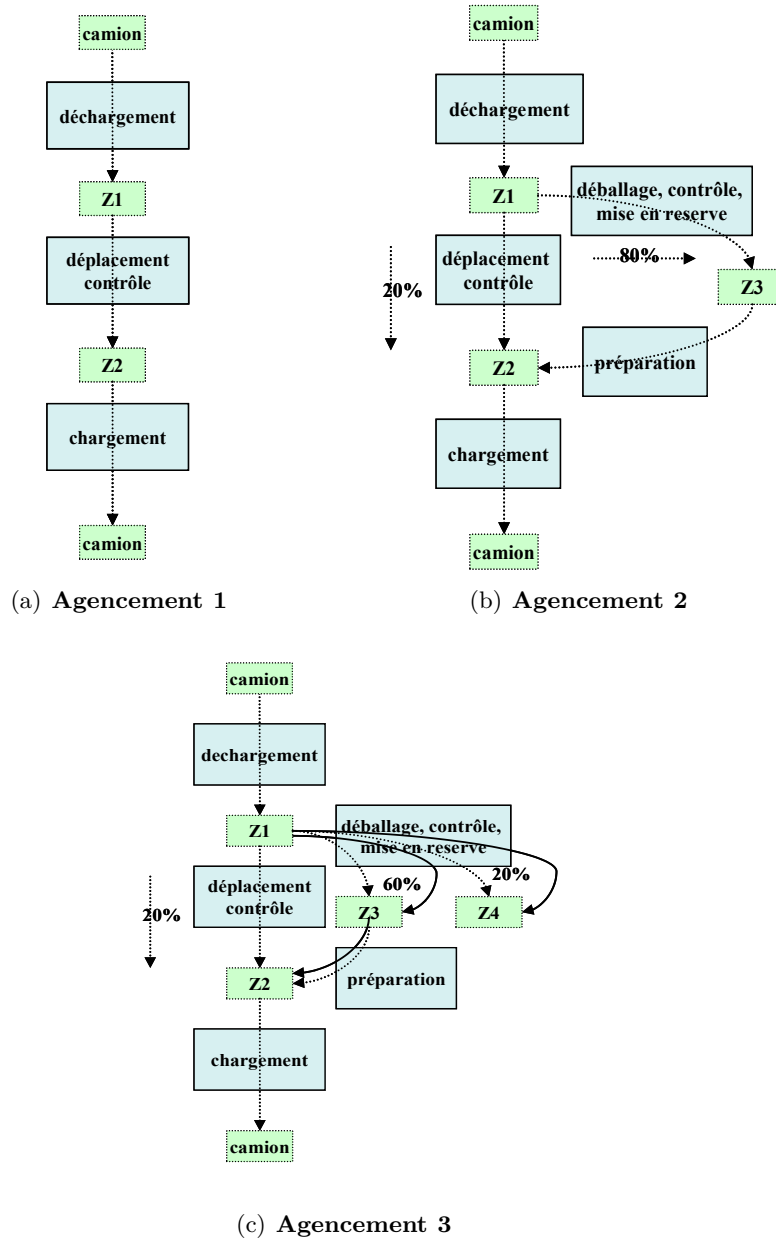 camion
déchargement
Z1
déplacement
contrôle
Z2
chargement
camion
(a) Agencement 1
camion
déchargement
Z1
déballage, contrôle,
mise en reserve
déplacement
contrôle
80%
20%
Z3
Z2
préparation
chargement
camion
(b) Agencement 2
camion
dechargement
Z1
déballage, contrôle,
mise en reserve
20%
déplacement
contrôle
60%
20%
Z3
Z4
Z2
préparation
chargement
camion
(c) Agencement 3